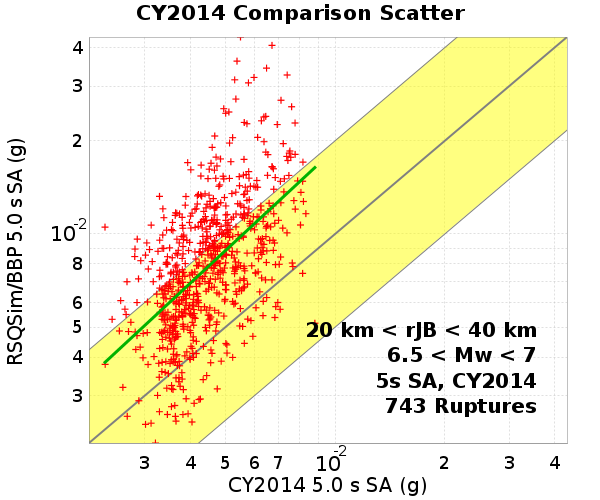 CY2014 Comparison Scatter
RSQSim/BBP 5.0 s SA (g)
4
3
2
10-2
8
6
5
4
3
20 km < rJB < 40 km
6.5 < Mw < 7
5s SA, CY2014
743 Ruptures
3 4 5 6 7 10-2 2 3 4
CY2014 5.0 s SA (g)